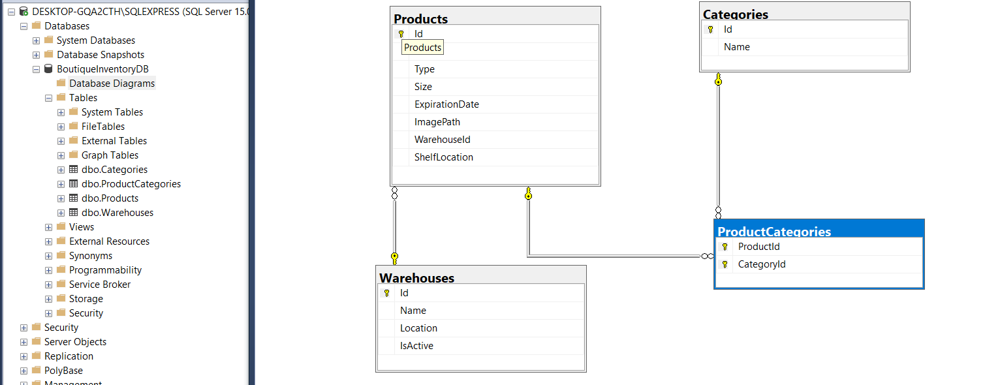 DESKTOP-GQA2CTH\SQLEXPRESS (SQL Server 15.0
Databases
System Databases
Database Snapshots
BoutiqueInventoryDB
Database Diagrams
Tables
System Tables
FileTables
External Tables
Graph Tables
dbo.Categories
dbo.ProductCategories
dbo.Products
dbo.Warehouses
Views
External Resources
Synonyms
Programmability
Service Broker
Storage
Security
Security
Server Objects
Replication
PolyBase
Management
Products
Id
Products
Type
Size
ExpirationDate
ImagePath
WarehouseId
ShelfLocation
Categories
Id
Name
Warehouses
Id
Name
Location
IsActive
ProductCategories
ProductId
CategoryId